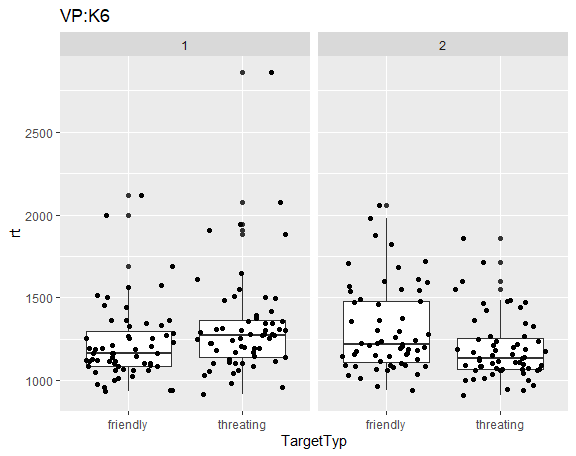 VP:K6
1 2
rt
2500
2000
1500
1000
friendly threating friendly threating
TargetTyp